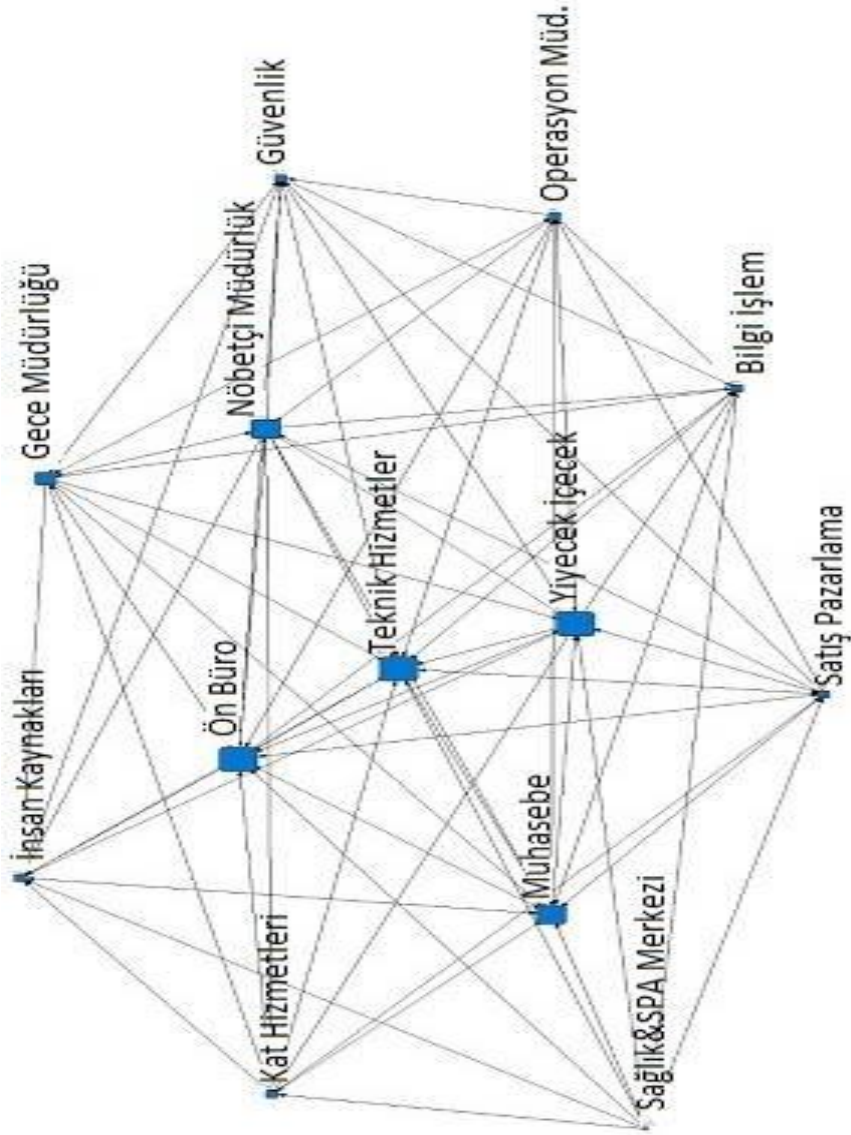 İnsan Kaynakları
Gece Müdürlüğü
Kat Hizmetleri
Ön Büro
Nöbetçi Müdürlük
Güvenlik
Teknik Hizmetler
Muhasebe
Yiyecek İçecek
Operasyon Müd.
Sağlık&SPA Merkezi
Bilgi İşlem
Satış Pazarlama